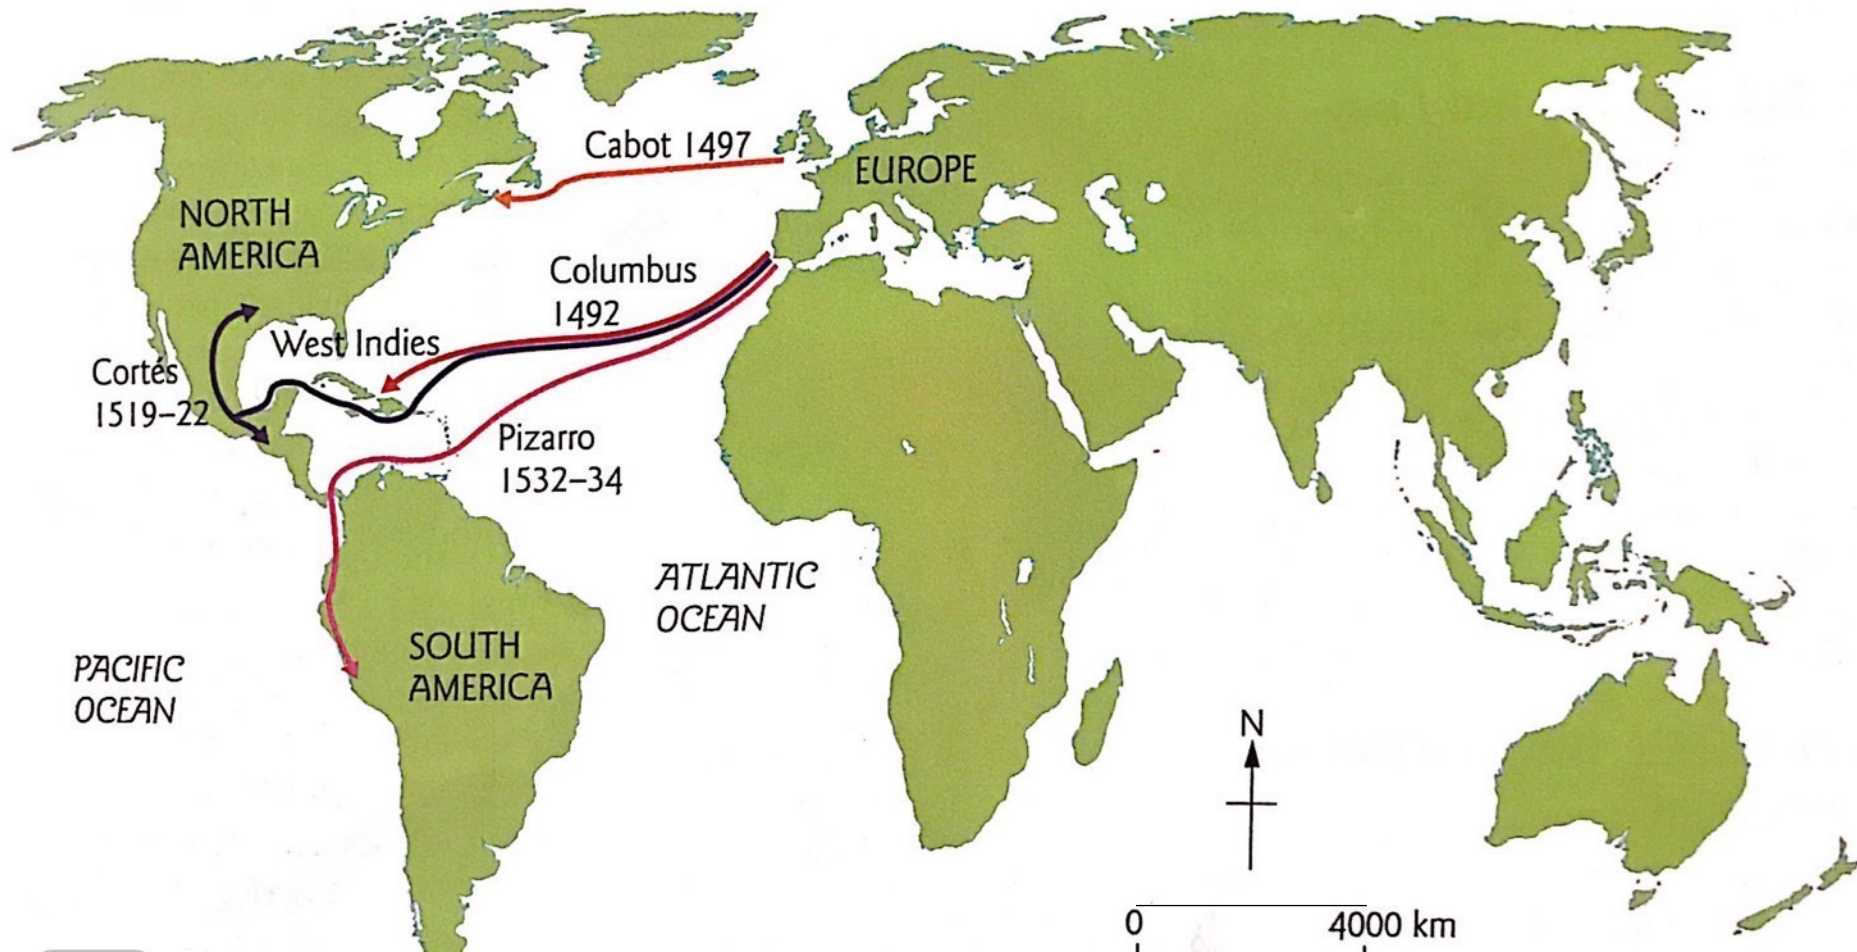 Cabot 1497
EUROPE
NORTH
AMERICA
Columbus
1492
West Indies
Cortés
1519–22
Pizarro
1532–34
ATLANTIC
OCEAN
SOUTH
AMERICA
PACIFIC
OCEAN
N
0 4000 km